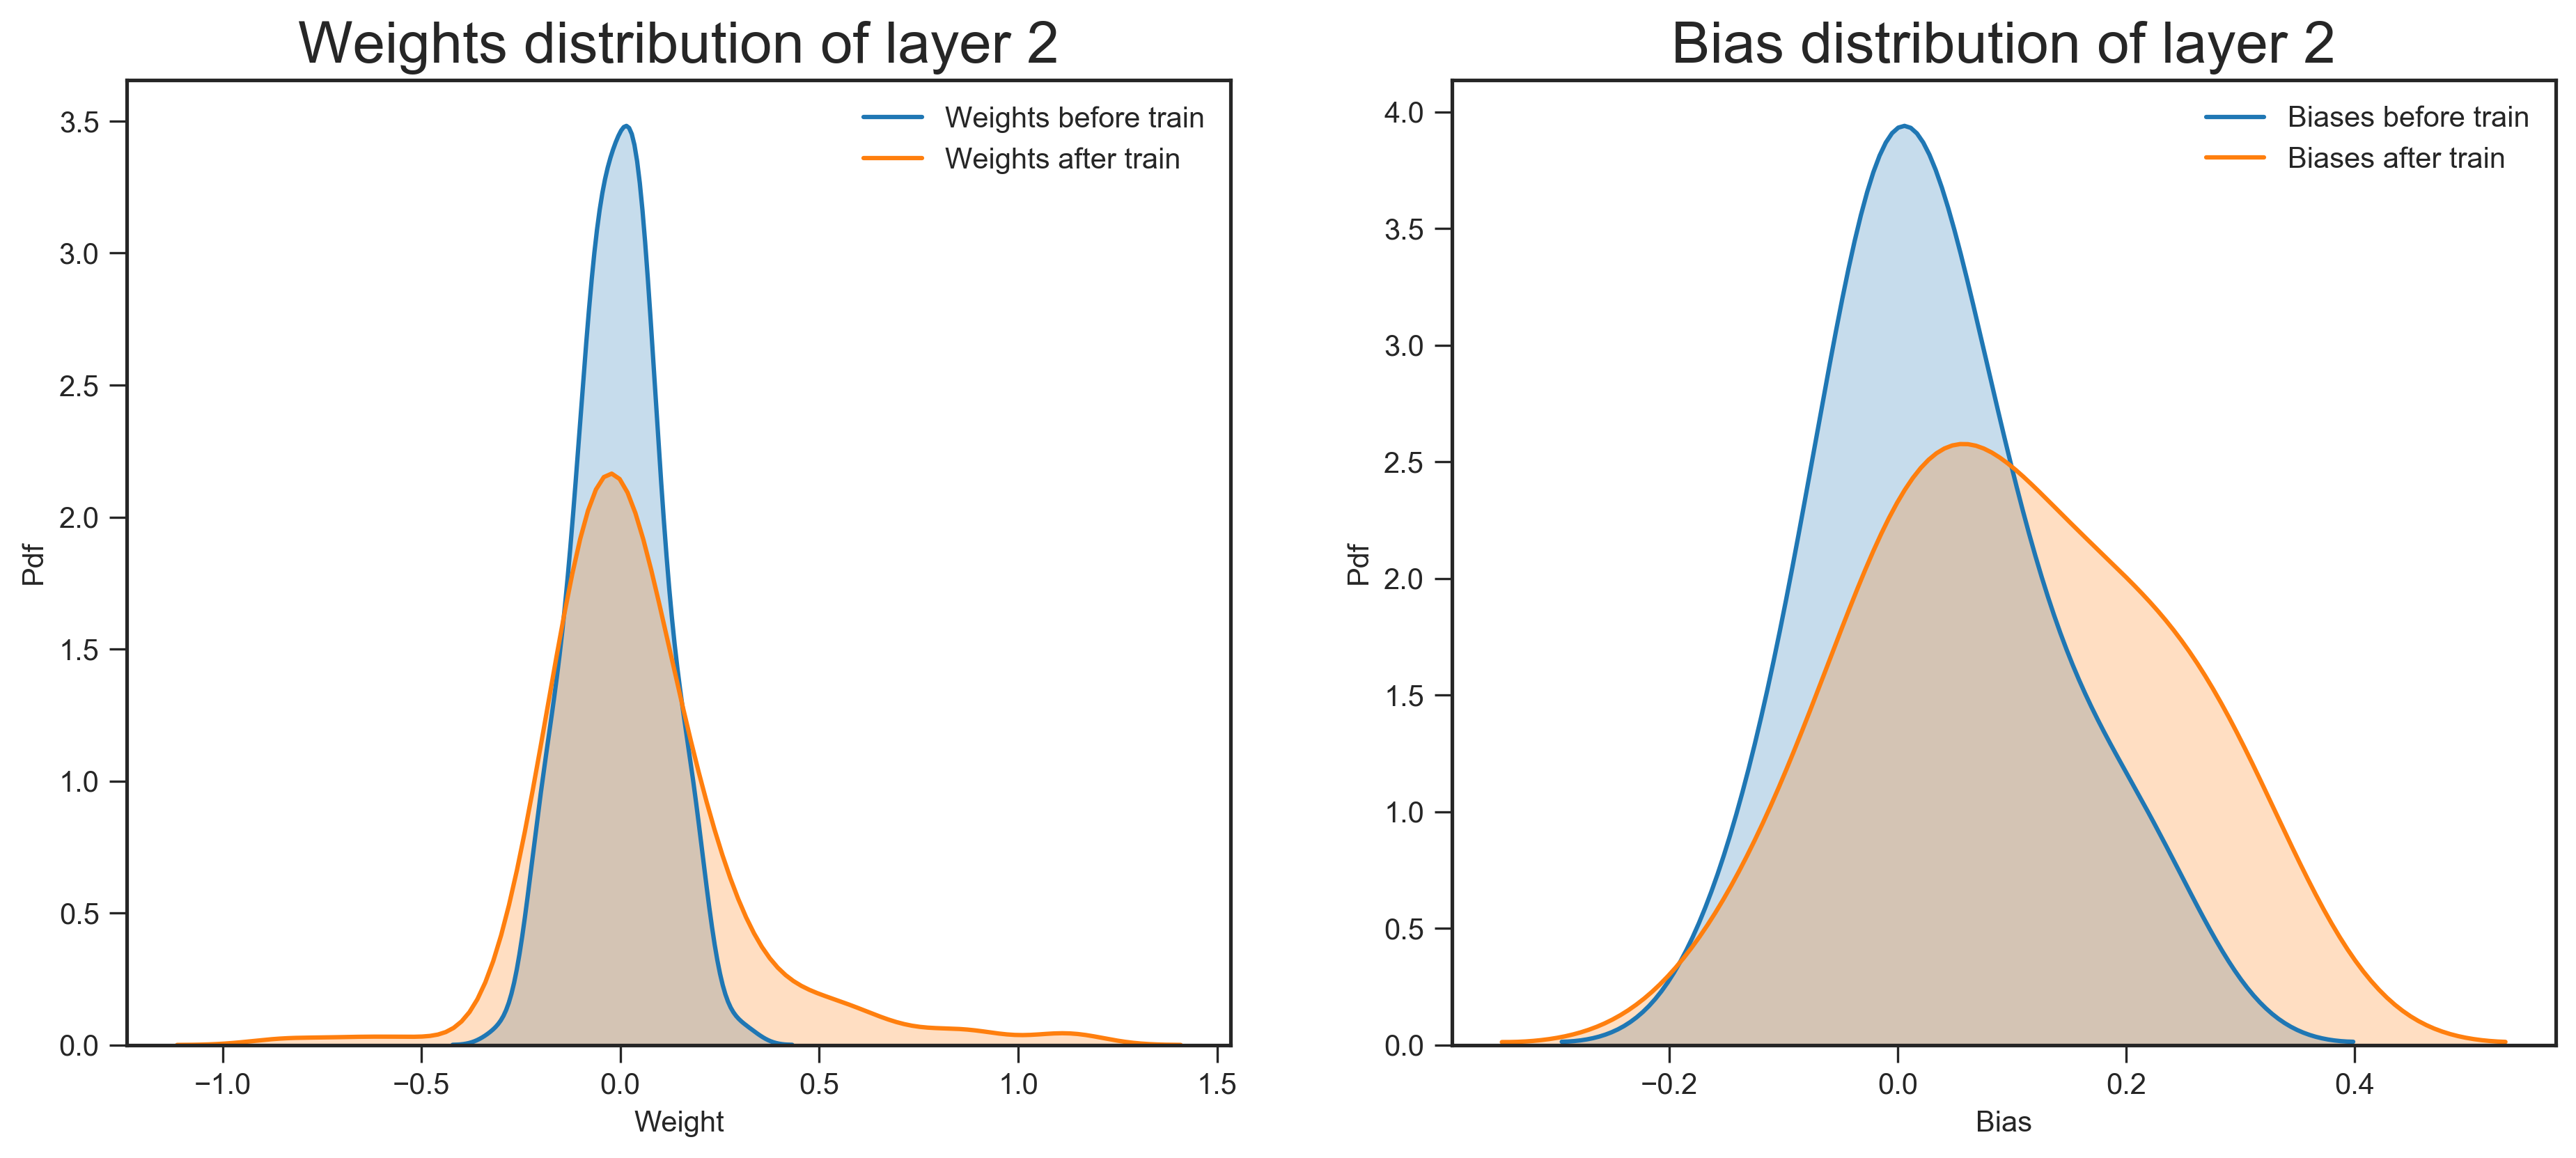 Weights distribution of layer 2
Weights before train
Weights after train
3.5
3.0
2.5
2.0
1.5
1.0
0.5
0.0
Pdf
−1.0 −0.5 0.0 0.5 1.0 1.5
Weight
Bias distribution of layer 2
Biases before train
Biases after train
4.0
3.5
3.0
2.5
2.0
1.5
1.0
0.5
0.0
Pdf
−0.2 0.0 0.2 0.4
Bias